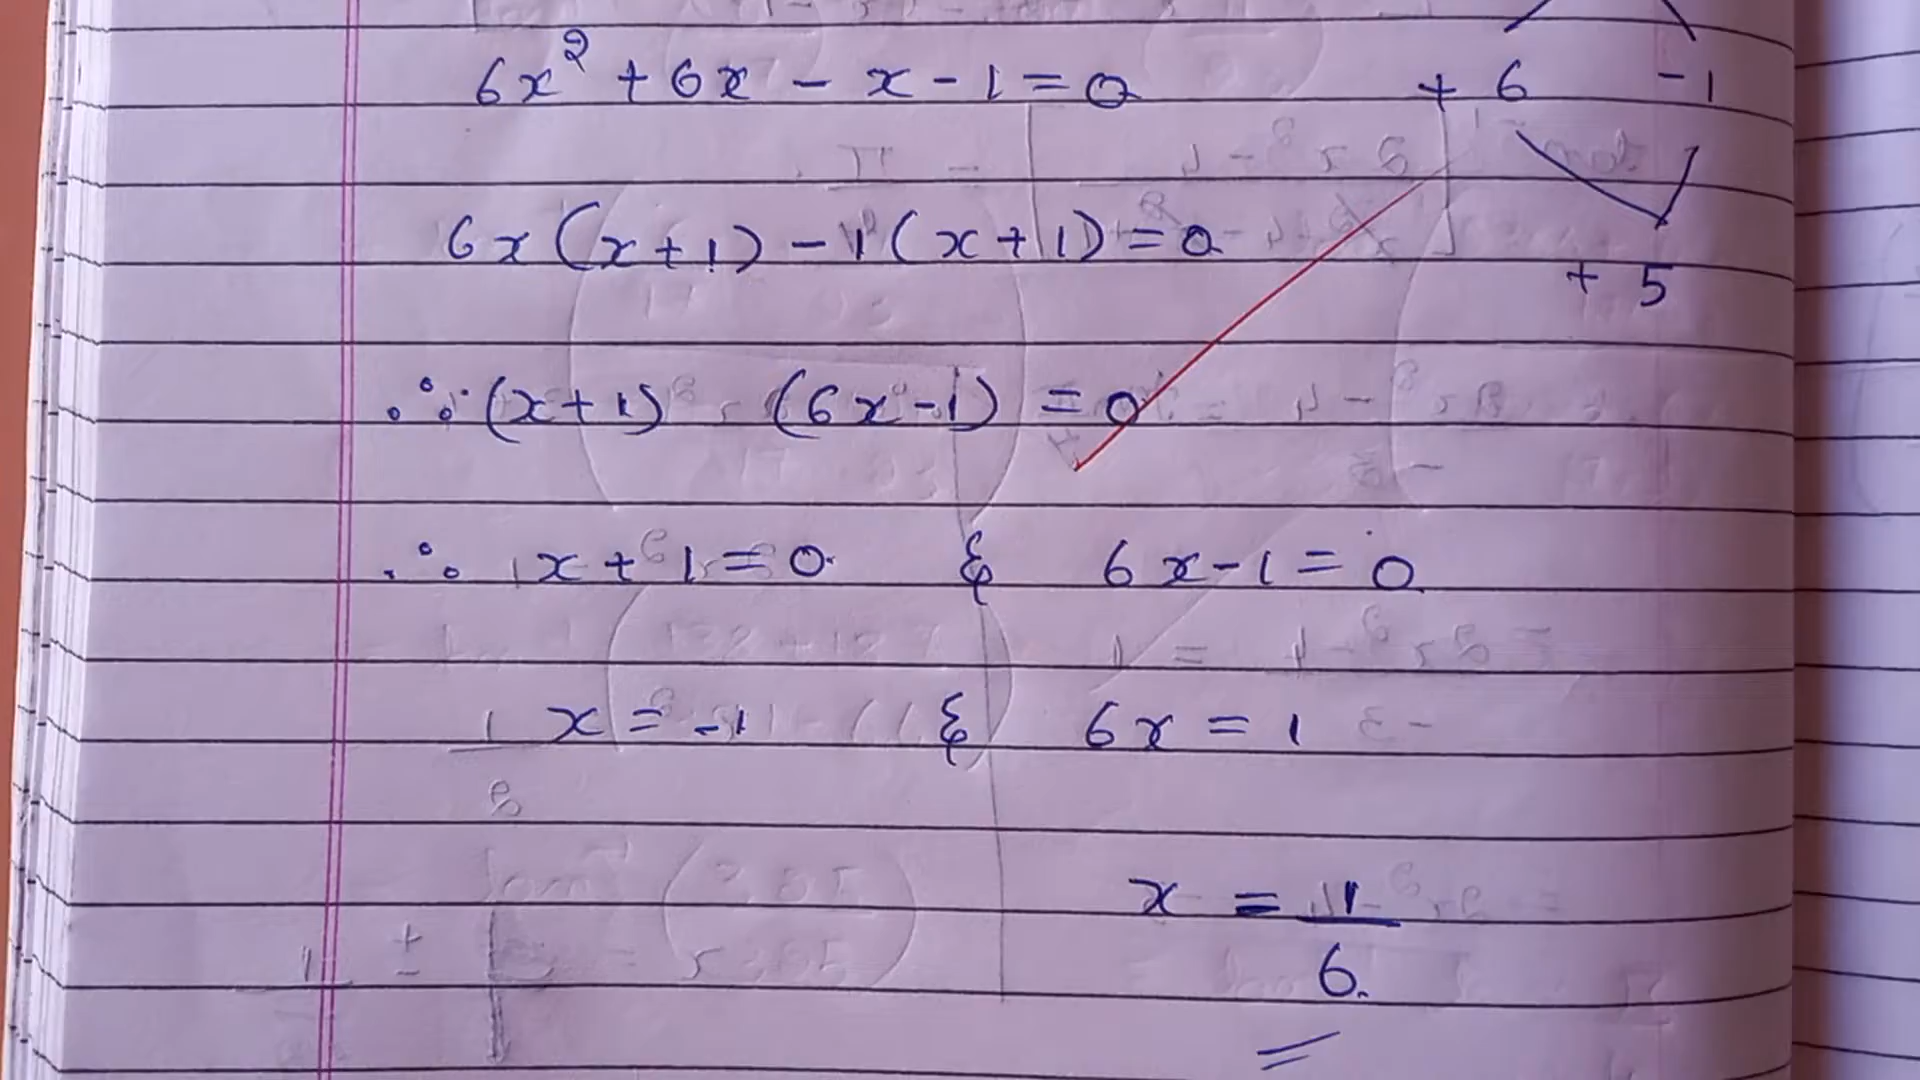 6x² + 6x - x - 1 = 0
+ 6 -1
6x (x + 1) - 1 (x + 1) = 0
+ 5
∴ (x + 1) (6x - 1) = 0
∴ x + 1 = 0 & 6x - 1 = 0
x = -1 & 6x = 1
x = 1/6